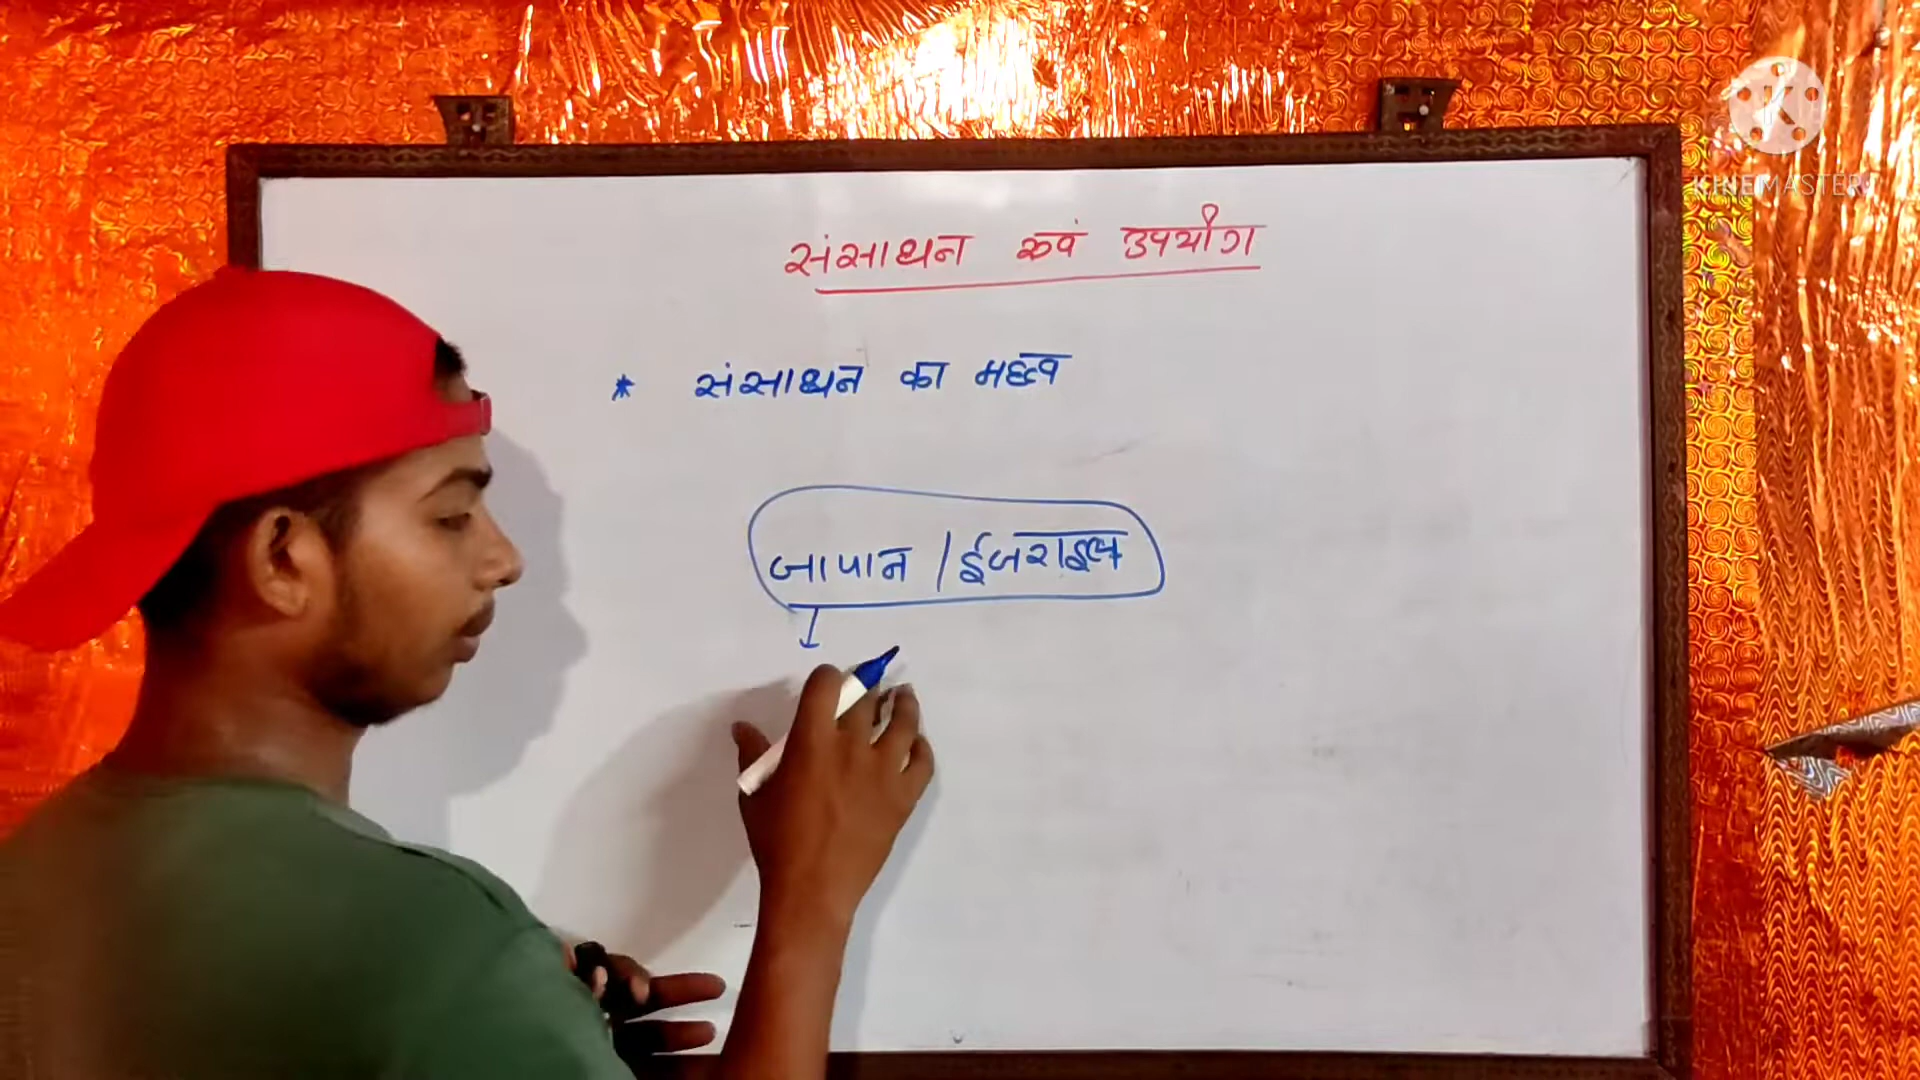 संसाधन एवं उपयोग
* संसाधन का महत्व
जापान / ईजराइल
KINEMASTER